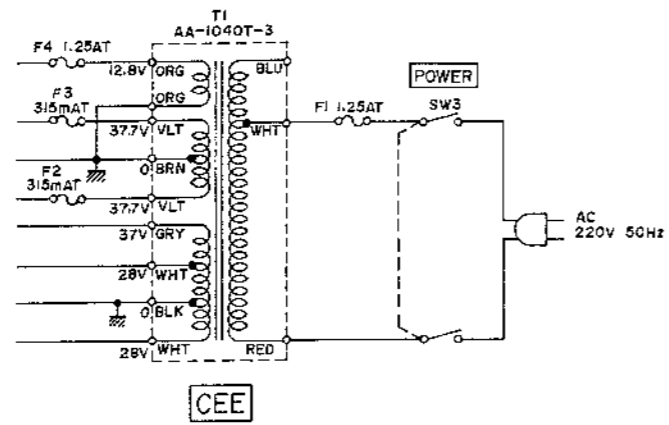 T1
AA-1040T-3
F4 1.25AT
12.8V ORG
BLU
POWER
ORG
F3
315mAT
37.7V VLT
WHT
F1 1.25AT
SW3
0 BRN
F2
315mAT
37.7V VLT
AC
220V 50Hz
37V GRY
28V WHT
0 BLK
28V WHT
RED
CEE